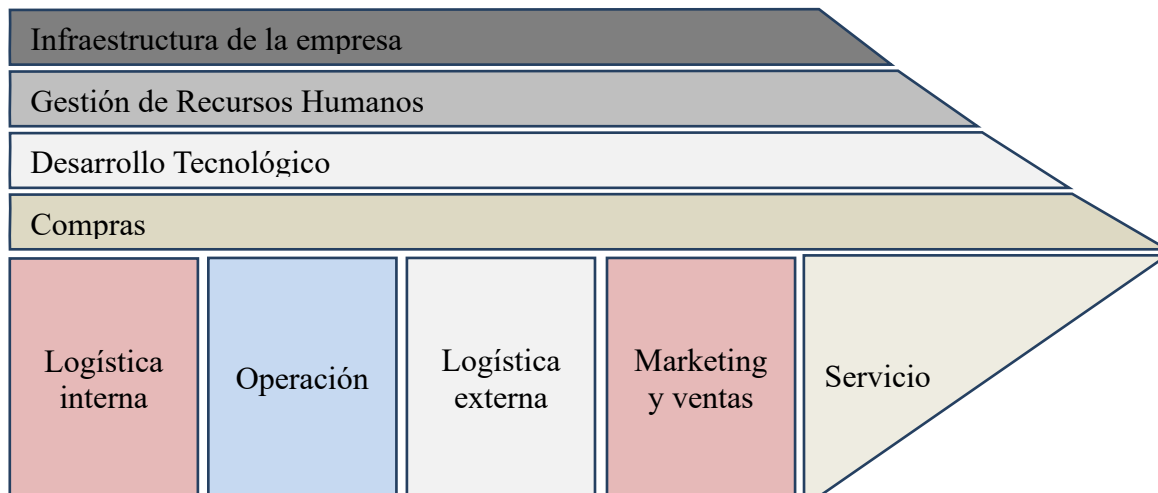 Infraestructura de la empresa
Gestión de Recursos Humanos
Desarrollo Tecnológico
Compras
Logística
interna
Operación
Logística
externa
Marketing
y ventas
Servicio